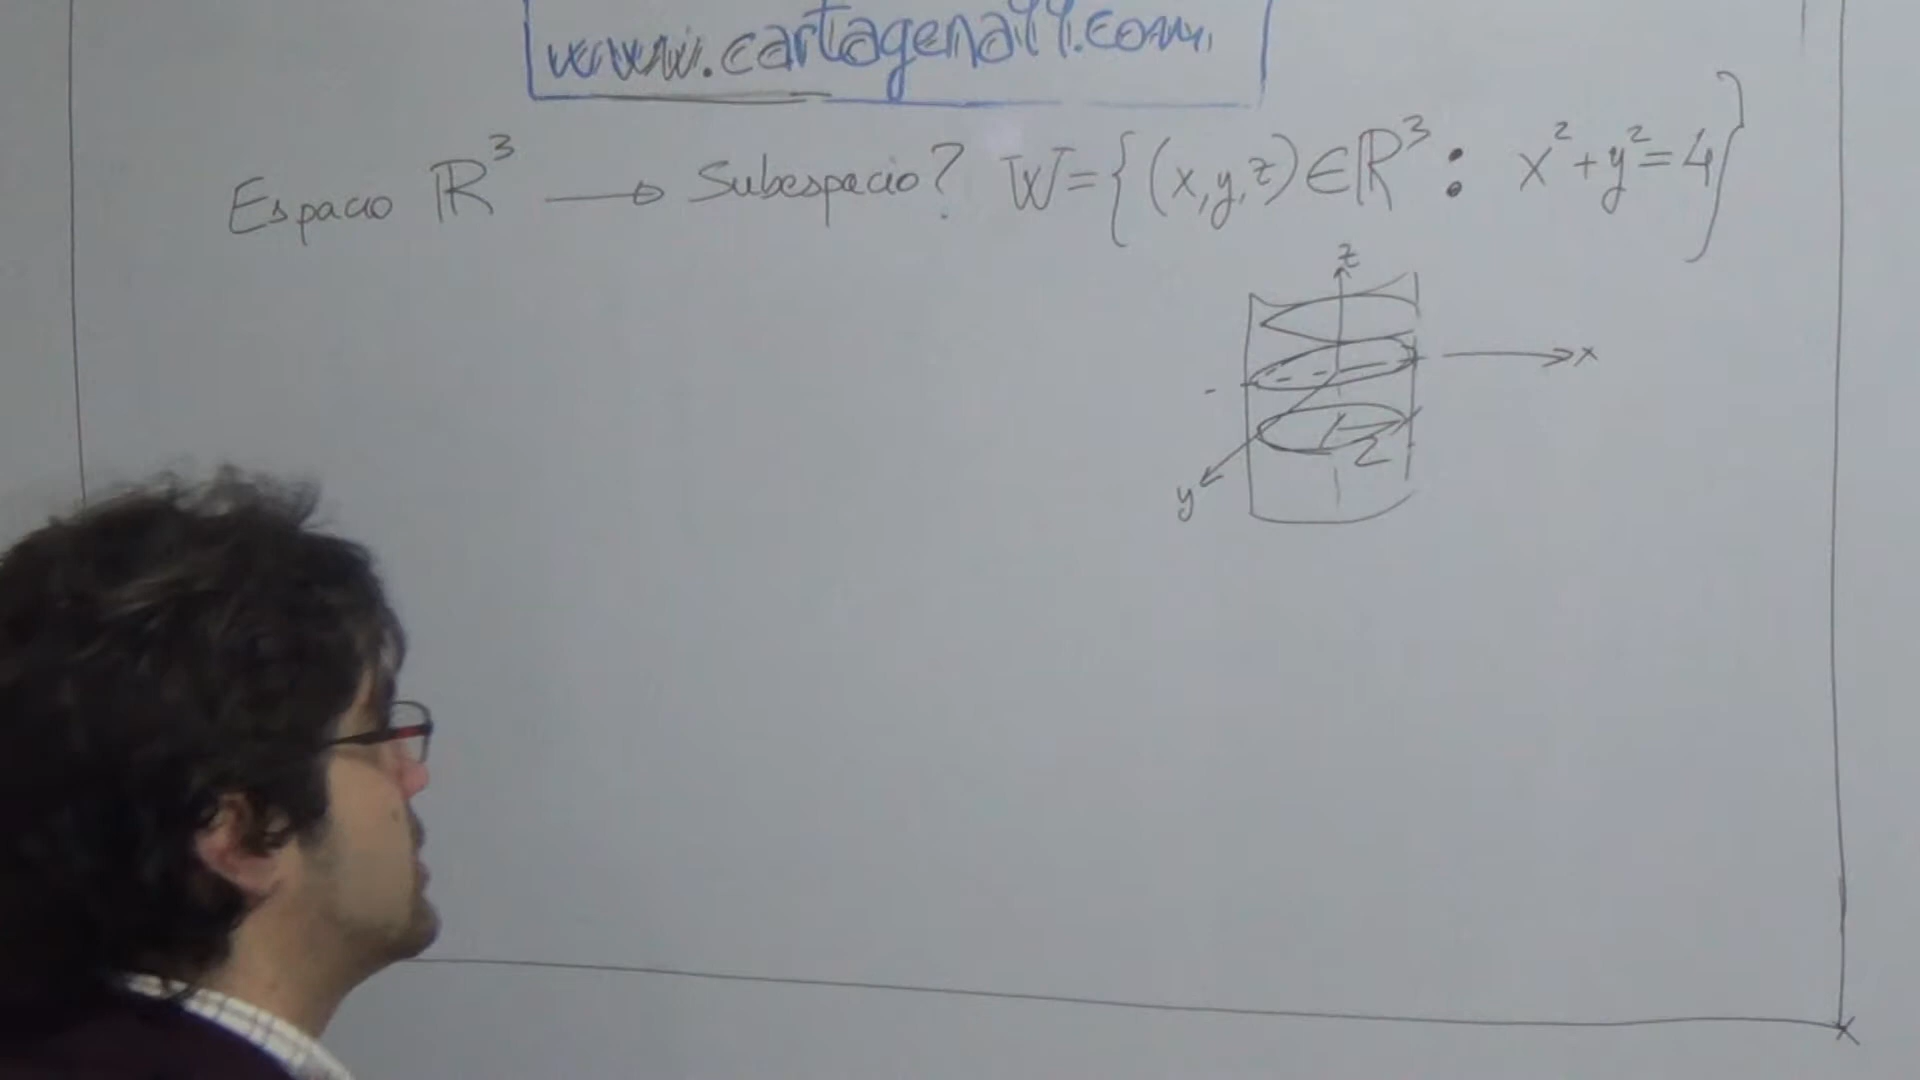 www.cartagena99.com
Espacio ℝ³ → Subespacio? W={(x,y,z)∈ℝ³: x²+y²=4}
z
x
2
y